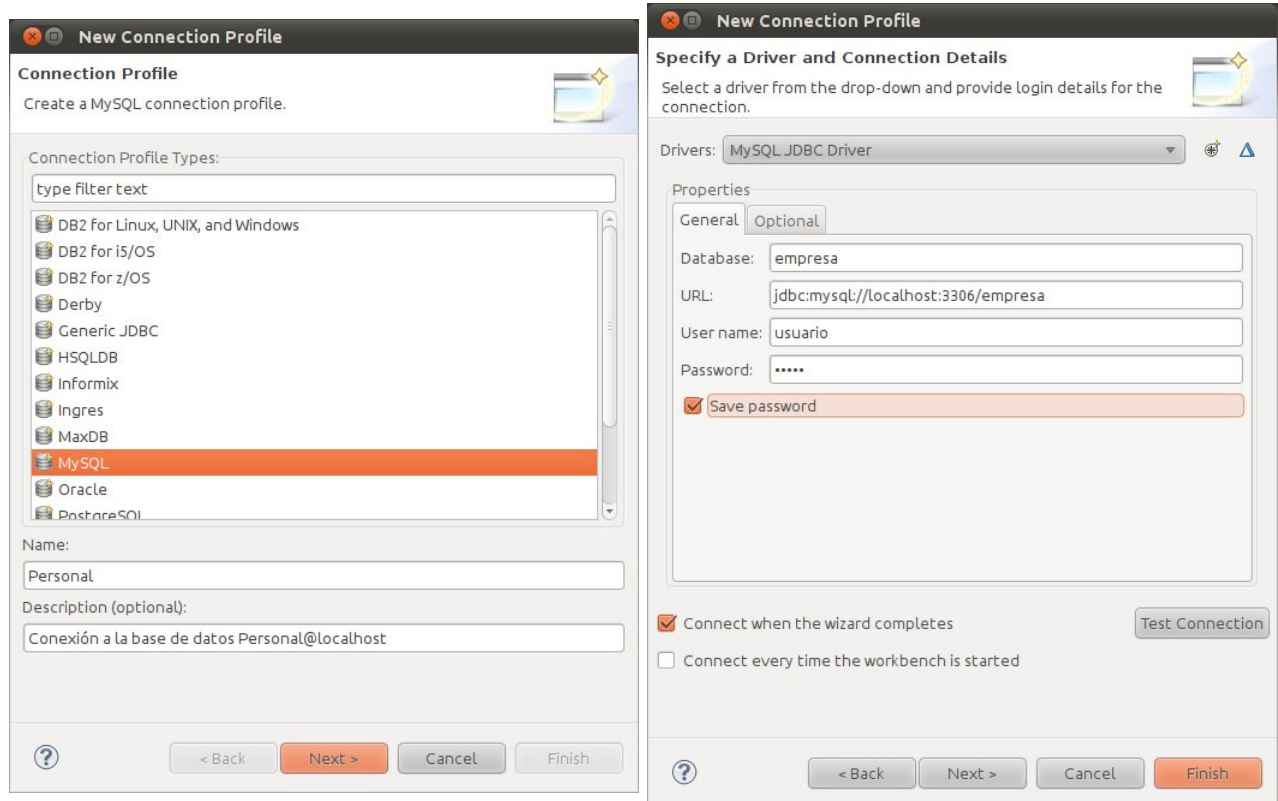 New Connection Profile
Connection Profile
Create a MySQL connection profile.
Connection Profile Types:
type filter text
DB2 for Linux, UNIX, and Windows
DB2 for i5/OS
DB2 for z/OS
Derby
Generic JDBC
HSQLDB
Informix
Ingres
MaxDB
MySQL
Oracle
PostgreSQL
Name:
Personal
Description (optional):
Conexión a la base de datos Personal@localhost
< Back
Next >
Cancel
Finish
New Connection Profile
Specify a Driver and Connection Details
Select a driver from the drop-down and provide login details for the
connection.
Drivers: MySQL JDBC Driver
Properties
General Optional
Database: empresa
URL: jdbc:mysql://localhost:3306/empresa
User name: usuario
Password: •••••
Save password
Connect when the wizard completes
Test Connection
Connect every time the workbench is started
< Back
Next >
Cancel
Finish